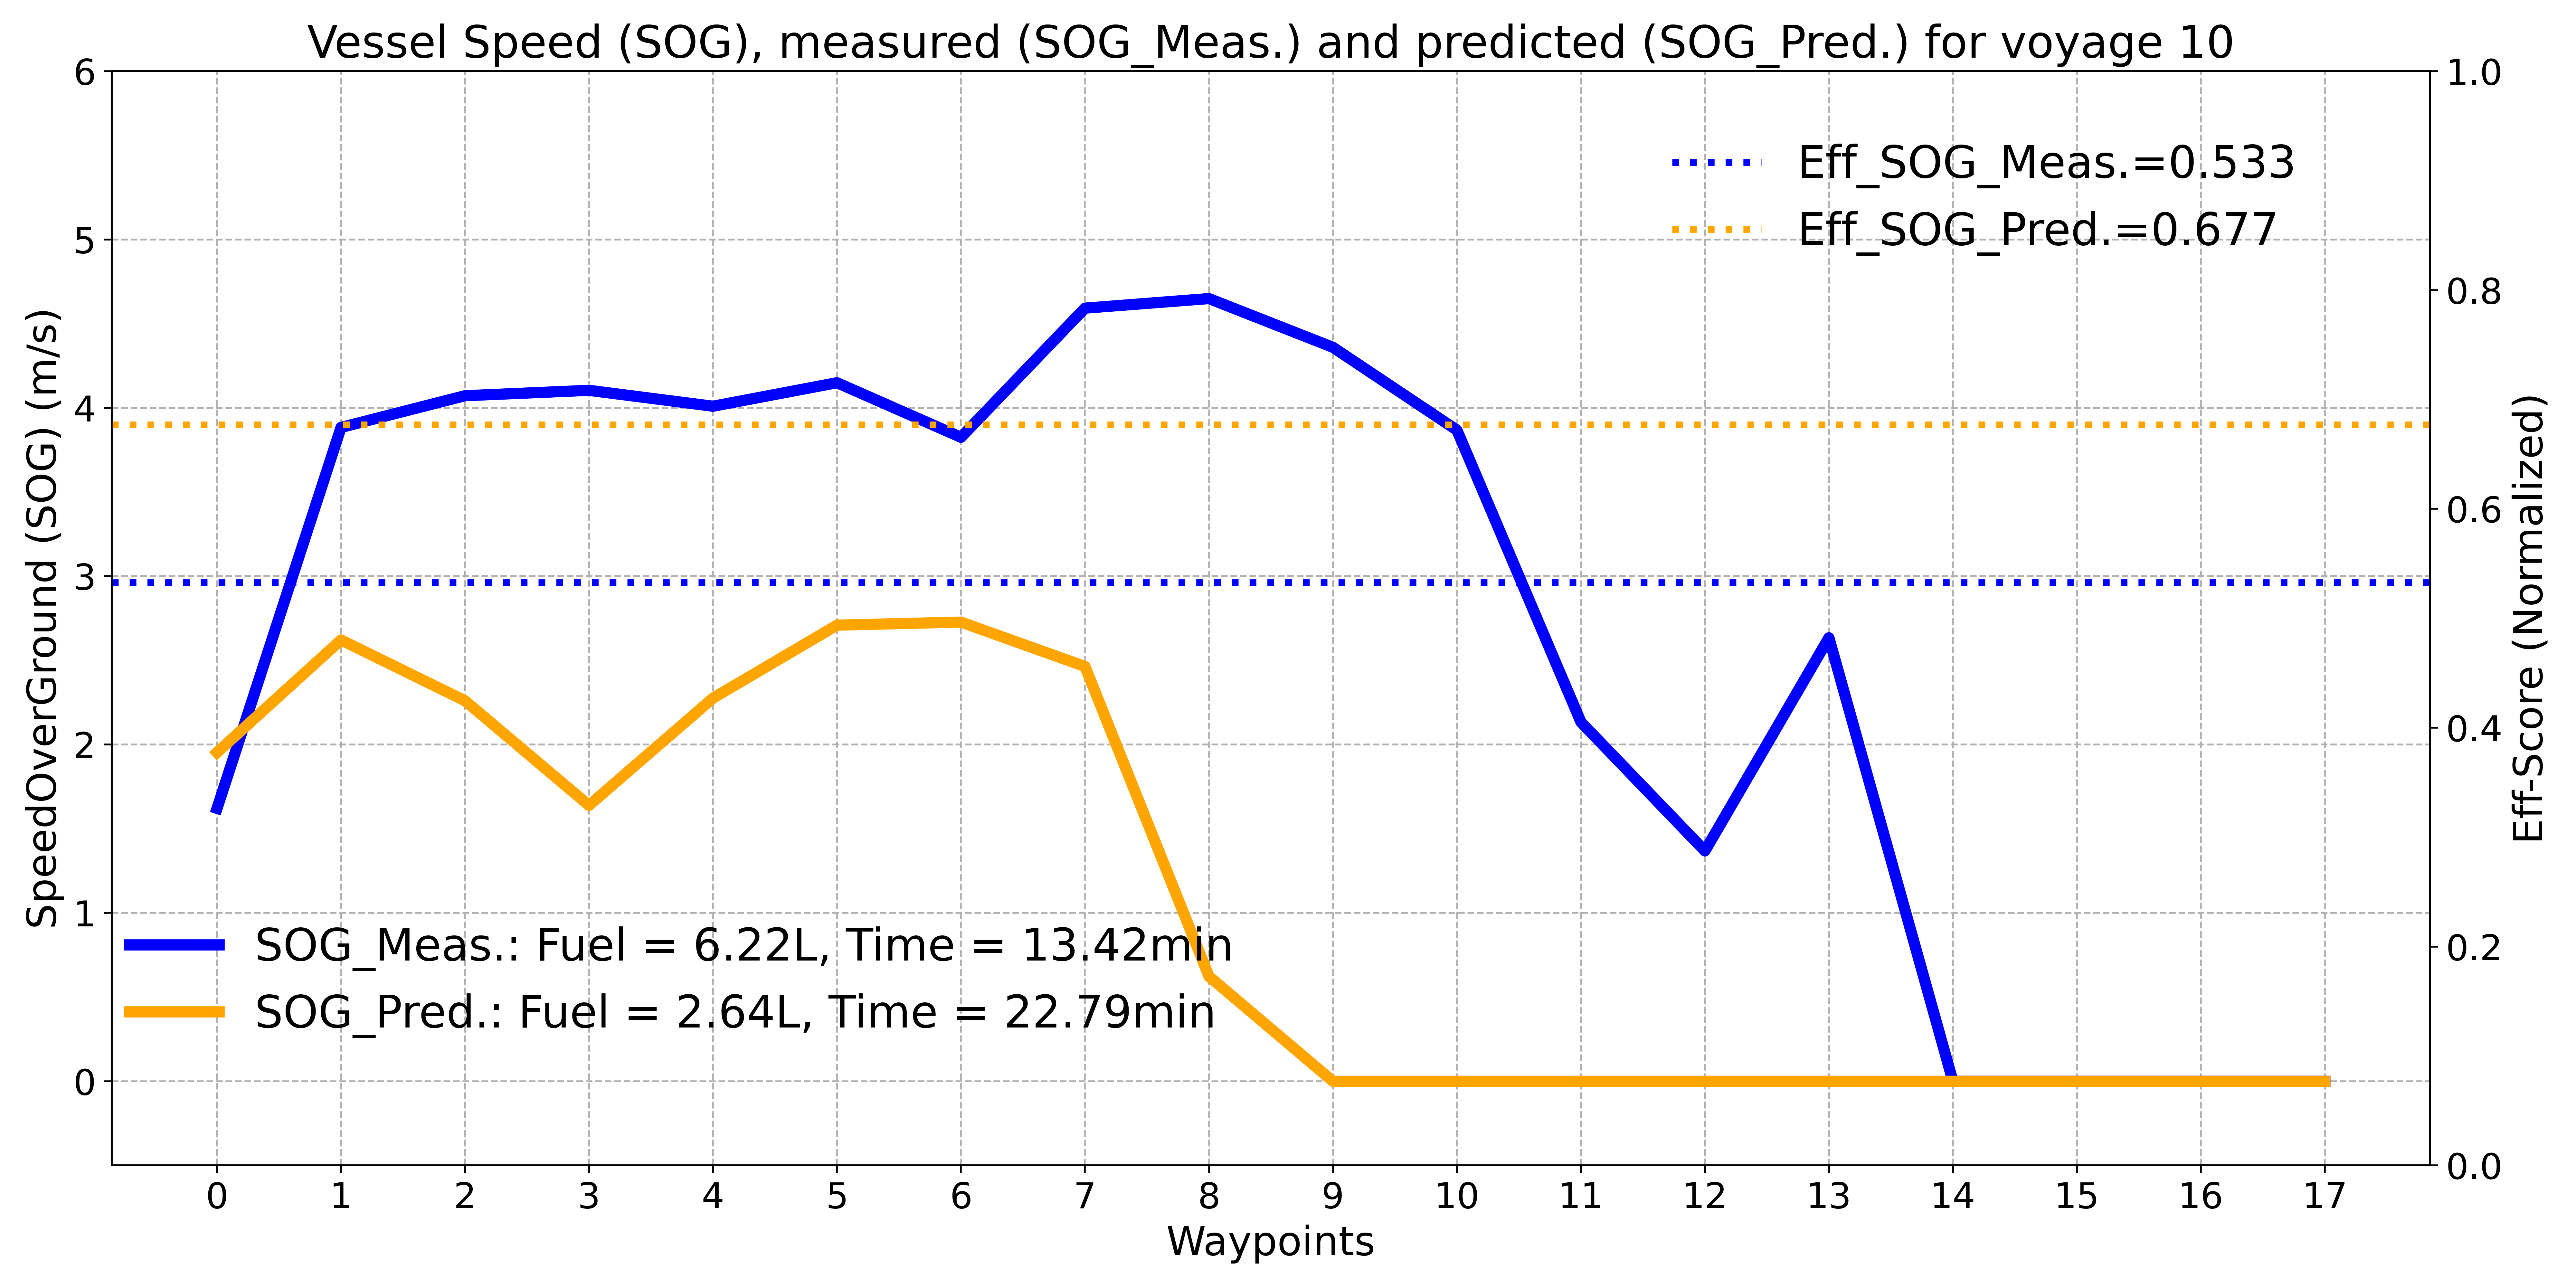 Vessel Speed (SOG), measured (SOG_Meas.) and predicted (SOG_Pred.) for voyage 10
6
5
4
3
2
1
0
SpeedOverGround (SOG) (m/s)
Eff_SOG_Meas.=0.533
Eff_SOG_Pred.=0.677
SOG_Meas.: Fuel = 6.22L, Time = 13.42min
SOG_Pred.: Fuel = 2.64L, Time = 22.79min
1.0
0.8
0.6
0.4
0.2
0.0
Eff-Score (Normalized)
0 1 2 3 4 5 6 7 8 9 10 11 12 13 14 15 16 17
Waypoints